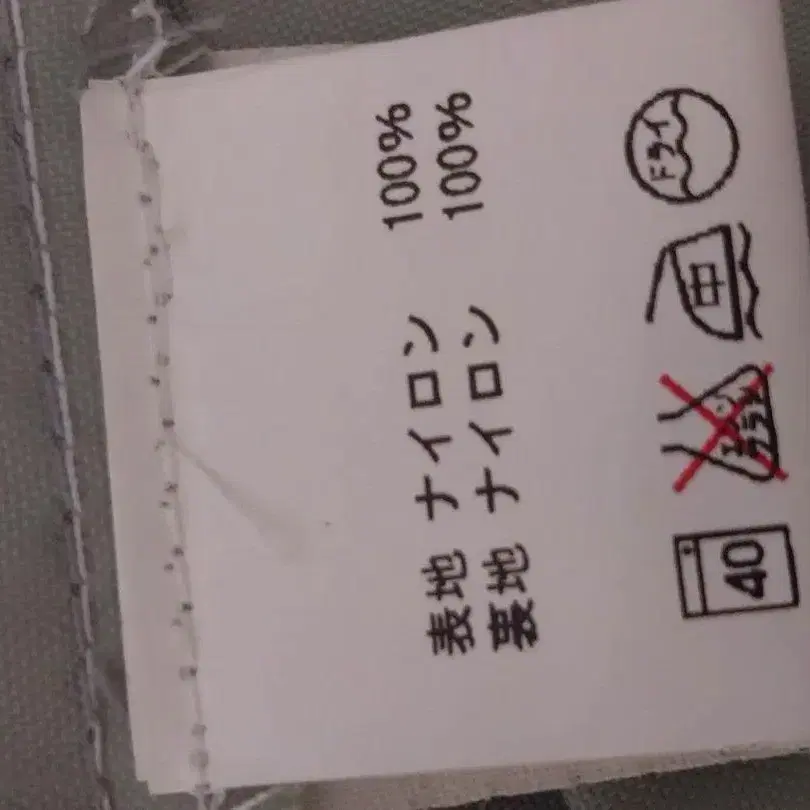 表地 ナイロン 100%
裏地 ナイロン 100%
40
エンソサラシ
中
ドライ